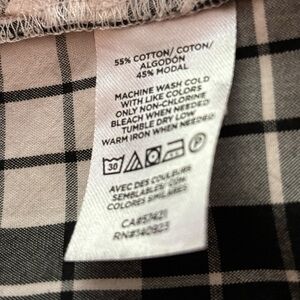 55% COTTON/ COTON/
ALGODÓN
45% MODAL
MACHINE WASH COLD
WITH LIKE COLORS
ONLY NON-CHLORINE
BLEACH WHEN NEEDED
TUMBLE DRY LOW
WARM IRON WHEN NEEDED
30
AVEC DES COULEURS
SEMBLABLES/ CON
COLORES SIMILARES
CA#57421
RN#140923